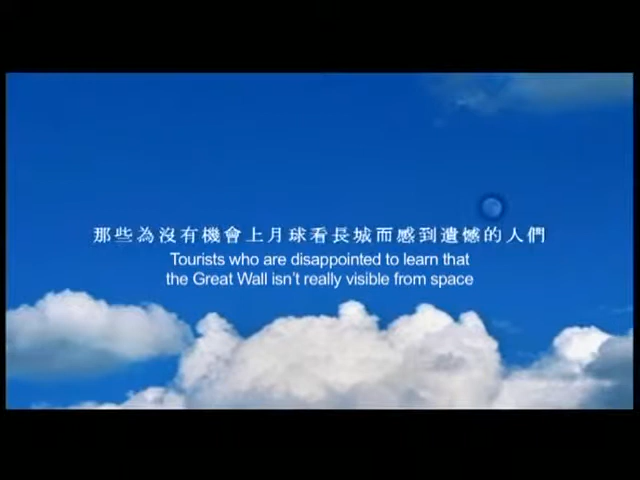 那些為沒有機會上月球看長城而感到遺憾的人們
Tourists who are disappointed to learn that
the Great Wall isn't really visible from space